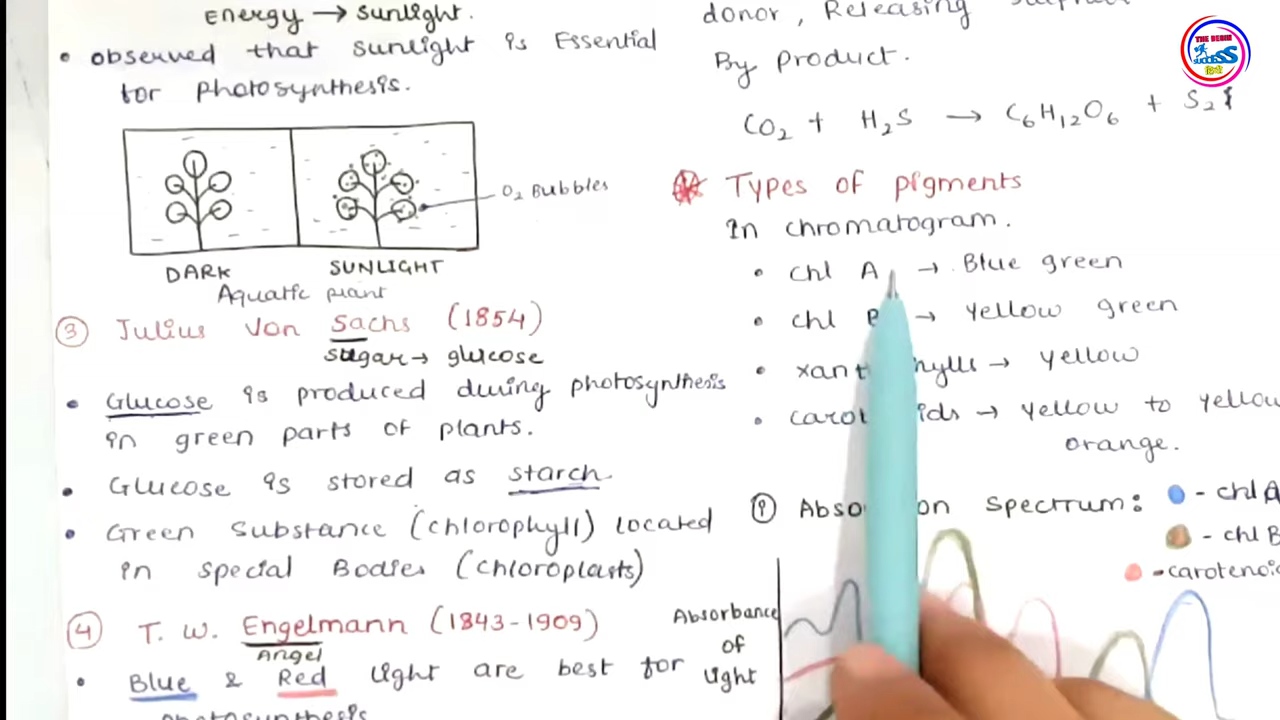 Energy → sunlight.
• observed that sunlight is Essential
for photosynthesis.
O2 Bubbles
DARK
SUNLIGHT
Aquatic plant
③ Julius Von Sachs (1854)
sugar → glucose
• Glucose is produced during photosynthesis
in green parts of plants.
• Glucose is stored as starch.
• Green Substance (chlorophyll) located
in special Bodies (chloroplasts)
④ T. W. Engelmann (1843-1909)
Angel
• Blue & Red light are best for
photosynthesis
donor, Releasing
By product.
CO2 + H2S → C6H12O6 + S2
Types of pigments
In chromatogram.
• chl A → Blue green
• chl B → yellow green
• → yellow
• → yellow to yellow
orange.
spectrum:
- chl A
- chl B
Absorbance
of
light
THE DESIRE
SUCCESS